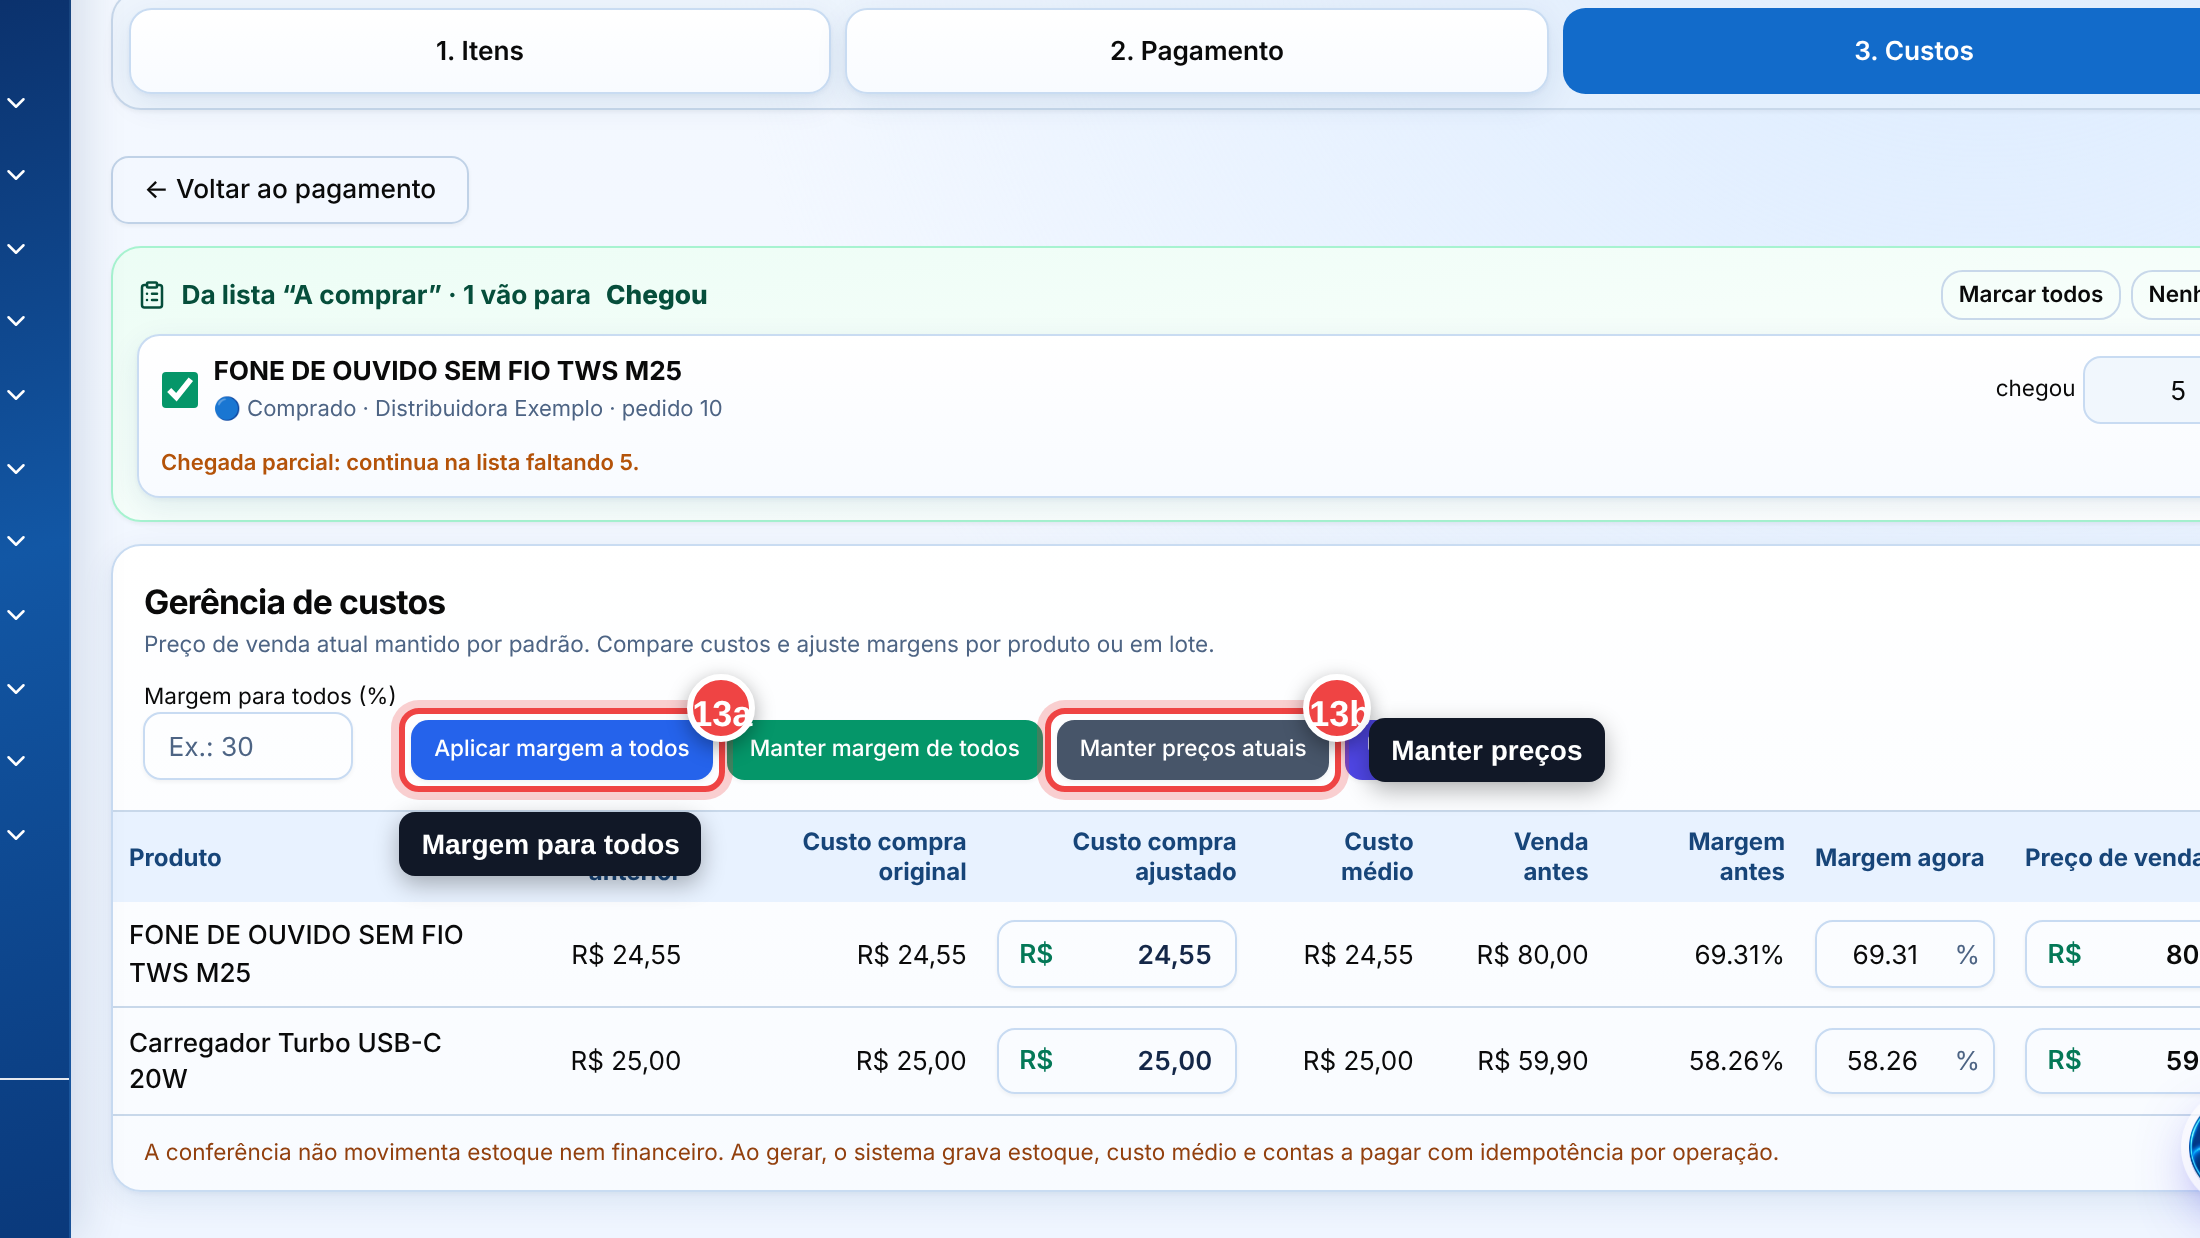 1. Itens
2. Pagamento
3. Custos
← Voltar ao pagamento
Da lista “A comprar” · 1 vão para Chegou
Marcar todos
FONE DE OUVIDO SEM FIO TWS M25
Comprado · Distribuidora Exemplo · pedido 10
chegou
5
Chegada parcial: continua na lista faltando 5.
Gerência de custos
Preço de venda atual mantido por padrão. Compare custos e ajuste margens por produto ou em lote.
Margem para todos (%)
Ex.: 30
Aplicar margem a todos
13a
Manter margem de todos
Manter preços atuais
13b
Manter preços
Margem para todos
Produto
anterior
Custo compra
original
Custo compra
ajustado
Custo
médio
Venda
antes
Margem
antes
Margem agora
Preço de venda
FONE DE OUVIDO SEM FIO
TWS M25
R$ 24,55
R$ 24,55
R$ 24,55
R$ 24,55
R$ 80,00
69.31%
69.31 %
R$ 80
Carregador Turbo USB-C
20W
R$ 25,00
R$ 25,00
R$ 25,00
R$ 25,00
R$ 59,90
58.26%
58.26 %
R$ 59
A conferência não movimenta estoque nem financeiro. Ao gerar, o sistema grava estoque, custo médio e contas a pagar com idempotência por operação.